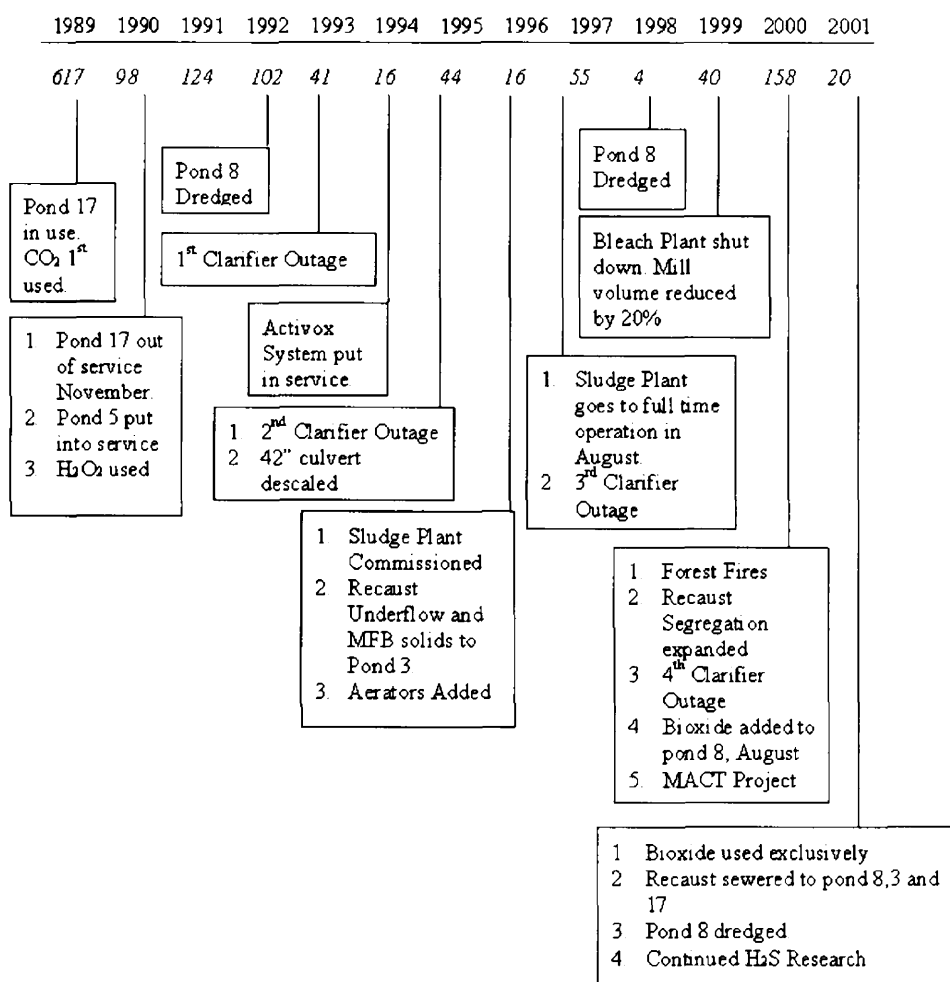 1989 1990 1991 1992 1993 1994 1995 1996 1997 1998 1999 2000 2001
617 98 124 102 41 16 44 16 55 4 40 158 20
Pond 17
in use.
CO₂ 1st
used.
1 Pond 17 out
of service
November.
2. Pond 5 put
into service
3 H₂O₂ used
Pond 8
Dredged
1st Clarifier Outage
Activox
System put
in service
1. 2nd Clarifier Outage
2 42" culvert
descaled
1. Sludge Plant
Commissioned
2 Recaust
Underflow and
MFB solids to
Pond 3
3. Aerators Added
Pond 8
Dredged
Bleach Plant shut
down. Mill
volume reduced
by 20%
1. Sludge Plant
goes to full time
operation in
August.
2 3rd Clarifier
Outage
1 Forest Fires
2 Recaust
Segregation
expanded
3 4th Clarifier
Outage
4 Bioxide added to
pond 8, August
5. MACT Project
1 Bioxide used exclusively
2 Recaust sewered to pond 8,3 and
17
3 Pond 8 dredged
4. Continued H₂S Research